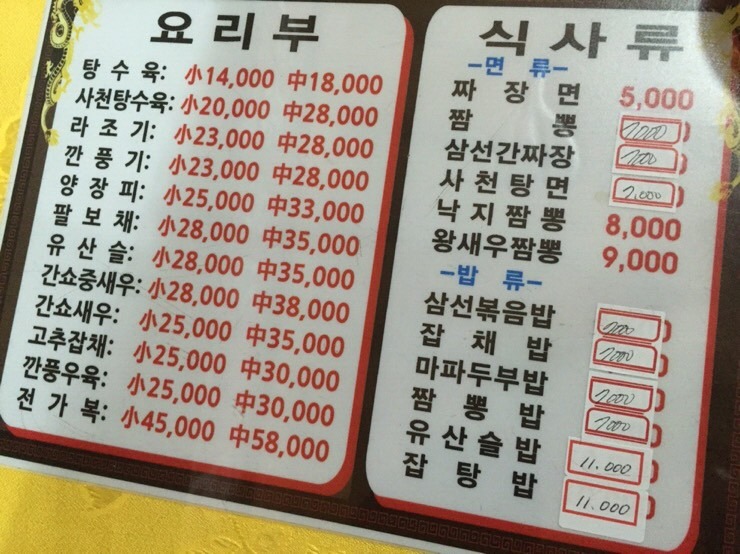 요리부
탕수육: 小14,000 中18,000
사천탕수육: 小20,000 中28,000
라조기: 小23,000 中28,000
깐풍기: 小23,000 中28,000
양장피: 小25,000 中33,000
팔보채: 小28,000 中35,000
유산슬: 小28,000 中35,000
간쇼중새우: 小28,000 中38,000
간쇼새우: 小25,000 中35,000
고추잡채: 小25,000 中30,000
깐풍우육: 小25,000 中30,000
전가복: 小45,000 中58,000
식사류
-면 류-
짜장면 5,000
짬뽕 7000
삼선간짜장 7000
사천탕면 7,000
낙지짬뽕 8,000
왕새우짬뽕 9,000
-밥 류-
삼선볶음밥 7000
잡채밥 7000
마파두부밥 7000
짬뽕밥 7000
유산슬밥 11.000
잡탕밥 11.000